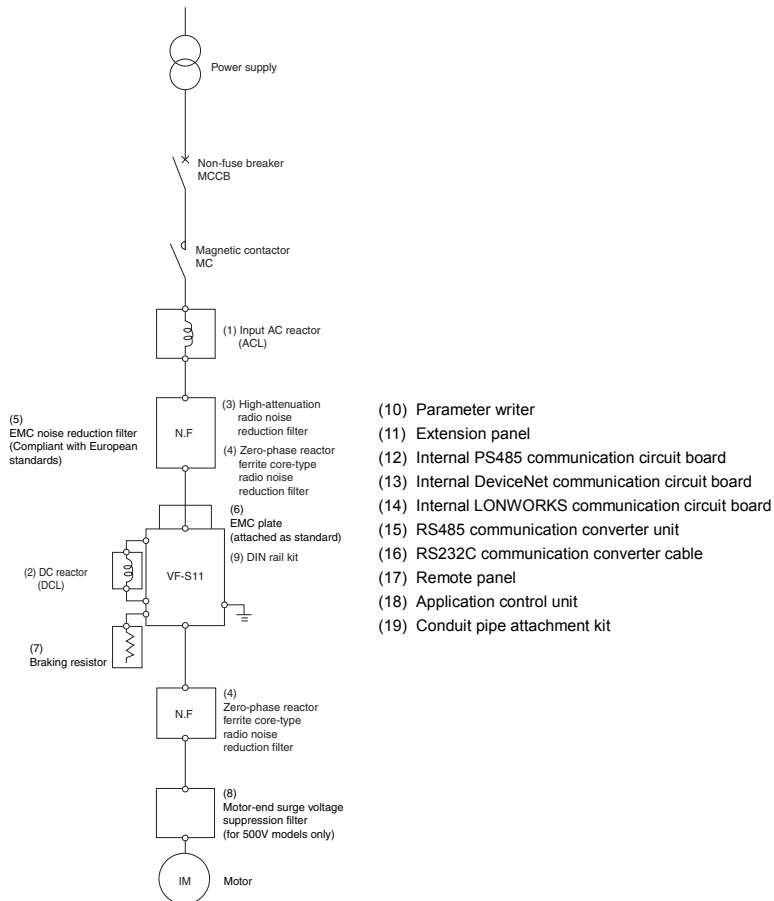 Power supply
Non-fuse breaker
MCCB
Magnetic contactor
MC
(1) Input AC reactor
(ACL)
(5)
EMC noise reduction filter
(Compliant with European
standards)
N.F
(3) High-attenuation
radio noise
reduction filter
(4) Zero-phase reactor
ferrite core-type
radio noise
reduction filter
(6)
EMC plate
(attached as standard)
(9) DIN rail kit
(2) DC reactor
(DCL)
VF-S11
(7)
Braking resistor
N.F
(4)
Zero-phase reactor
ferrite core-type
radio noise
reduction filter
(8)
Motor-end surge voltage
suppression filter
(for 500V models only)
IM
Motor
(10) Parameter writer
(11) Extension panel
(12) Internal PS485 communication circuit board
(13) Internal DeviceNet communication circuit board
(14) Internal LONWORKS communication circuit board
(15) RS485 communication converter unit
(16) RS232C communication converter cable
(17) Remote panel
(18) Application control unit
(19) Conduit pipe attachment kit